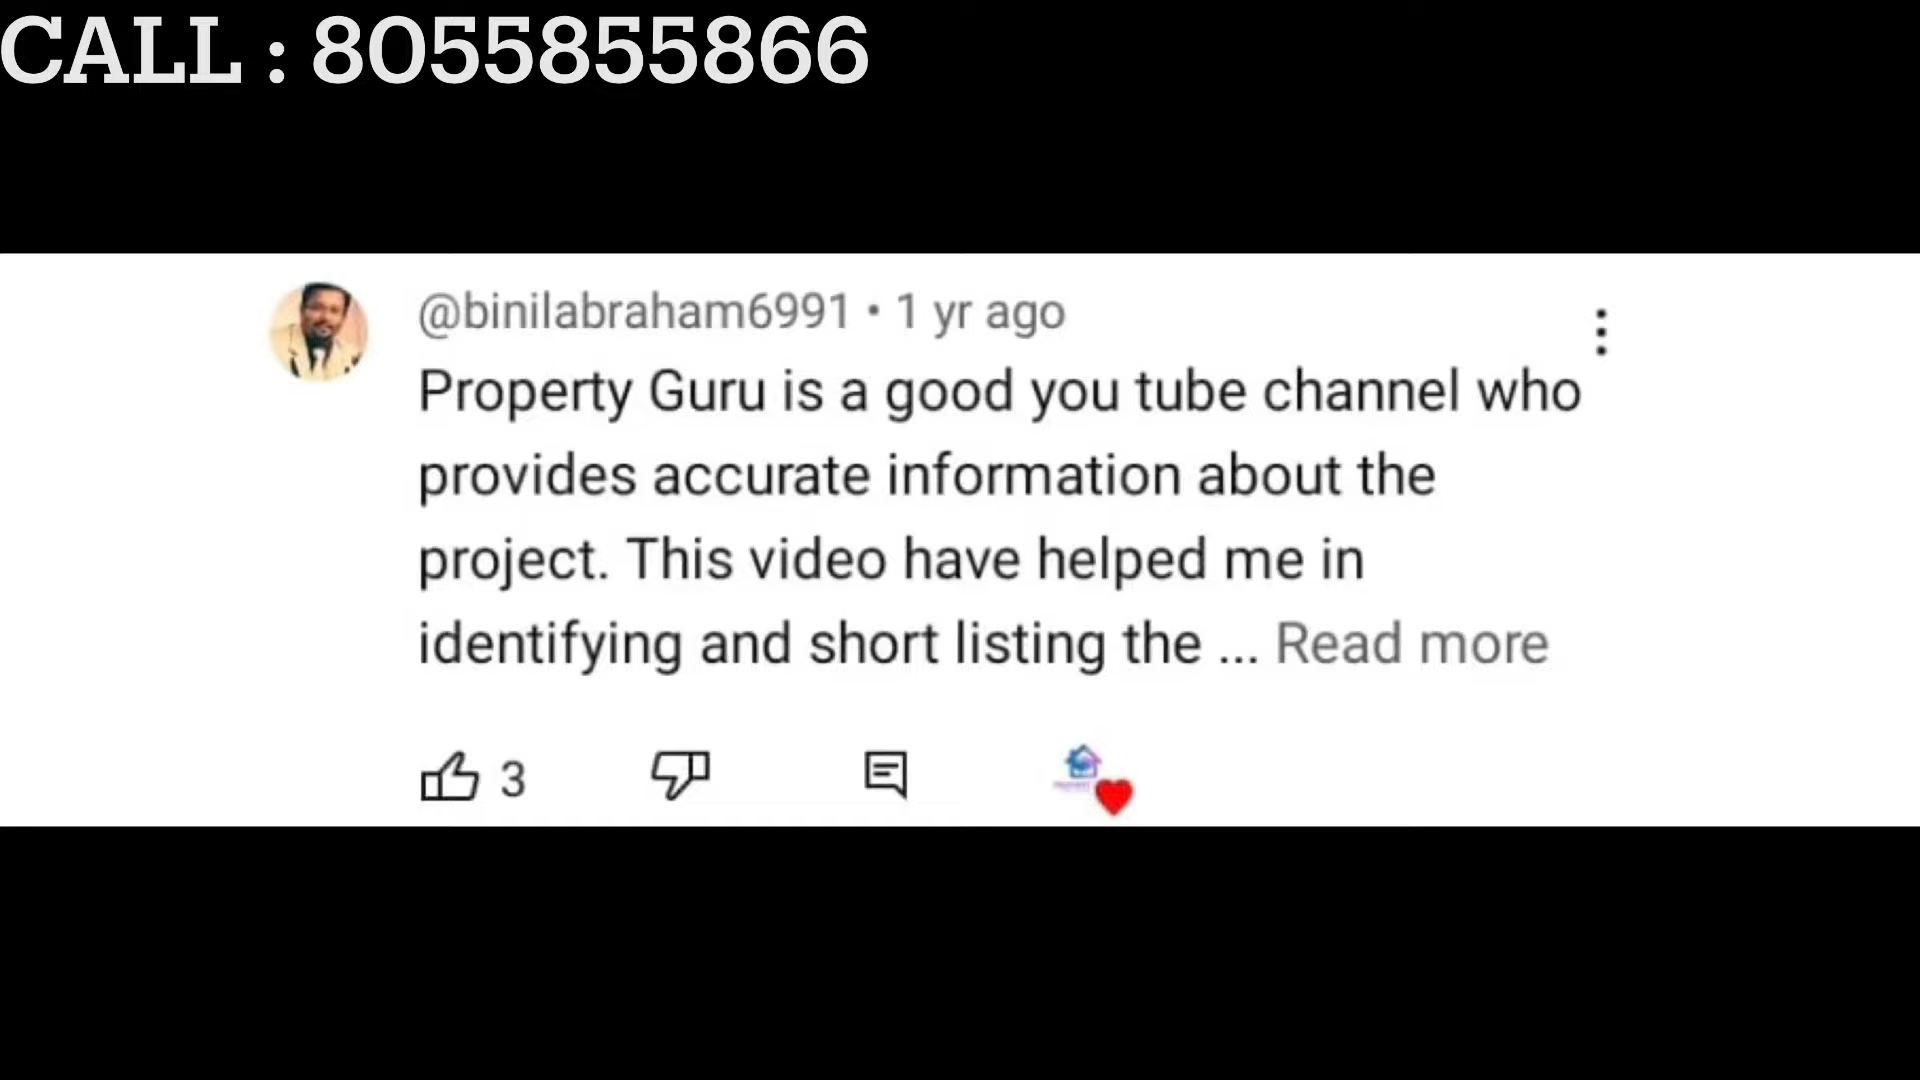 CALL : 8055855866
@binilabraham6991 • 1 yr ago
Property Guru is a good you tube channel who
provides accurate information about the
project. This video have helped me in
identifying and short listing the ... Read more
3